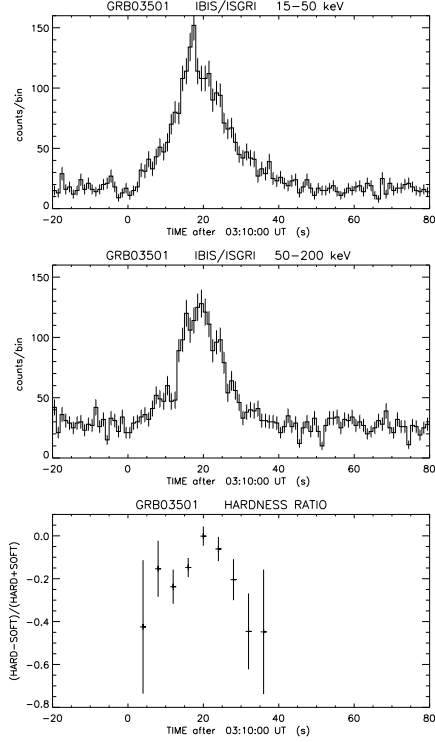 GRB03501 IBIS/ISGRI 15−50 keV
150
100
50
0
counts/bin
−20 0 20 40 60 80
TIME after 03:10:00 UT (s)
GRB03501 IBIS/ISGRI 50−200 keV
150
100
50
0
counts/bin
−20 0 20 40 60 80
TIME after 03:10:00 UT (s)
GRB03501 HARDNESS RATIO
0.0
−0.2
−0.4
−0.6
−0.8
(HARD−SOFT)/(HARD+SOFT)
−20 0 20 40 60 80
TIME after 03:10:00 UT (s)